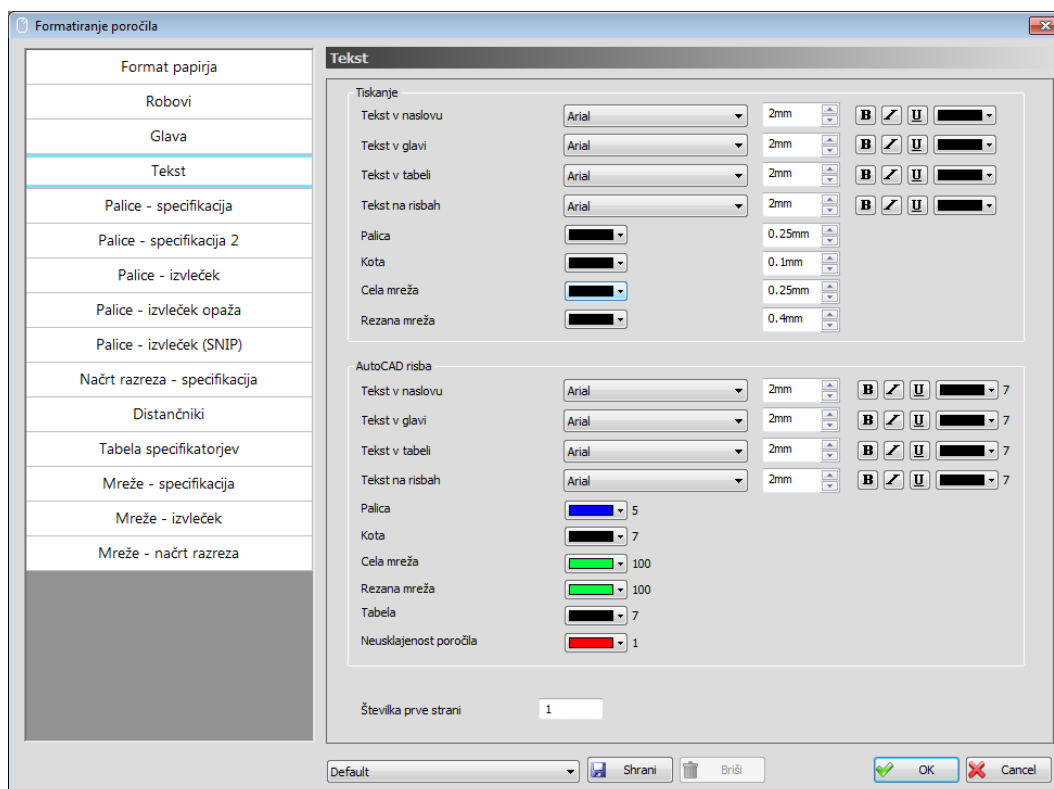 Formatiranje poročila
Format papirja
Robovi
Glava
Tekst
Palice - specifikacija
Palice - specifikacija 2
Palice - izvleček
Palice - izvleček opaža
Palice - izvleček (SNIP)
Načrt razreza - specifikacija
Distančniki
Tabela specifikatorjev
Mreže - specifikacija
Mreže - izvleček
Mreže - načrt razreza
Tekst
Tiskanje
Tekst v naslovu Arial 2mm B I U
Tekst v glavi Arial 2mm B I U
Tekst v tabeli Arial 2mm B I U
Tekst na risbah Arial 2mm B I U
Palica 0.25mm
Kota 0.1mm
Cela mreža 0.25mm
Rezana mreža 0.4mm
AutoCAD risba
Tekst v naslovu Arial 2mm B I U 7
Tekst v glavi Arial 2mm B I U 7
Tekst v tabeli Arial 2mm B I U 7
Tekst na risbah Arial 2mm B I U 7
Palica 5
Kota 7
Cela mreža 100
Rezana mreža 100
Tabela 7
Neusklajenost poročila 1
Številka prve strani 1
Default Shrani Briši OK Cancel